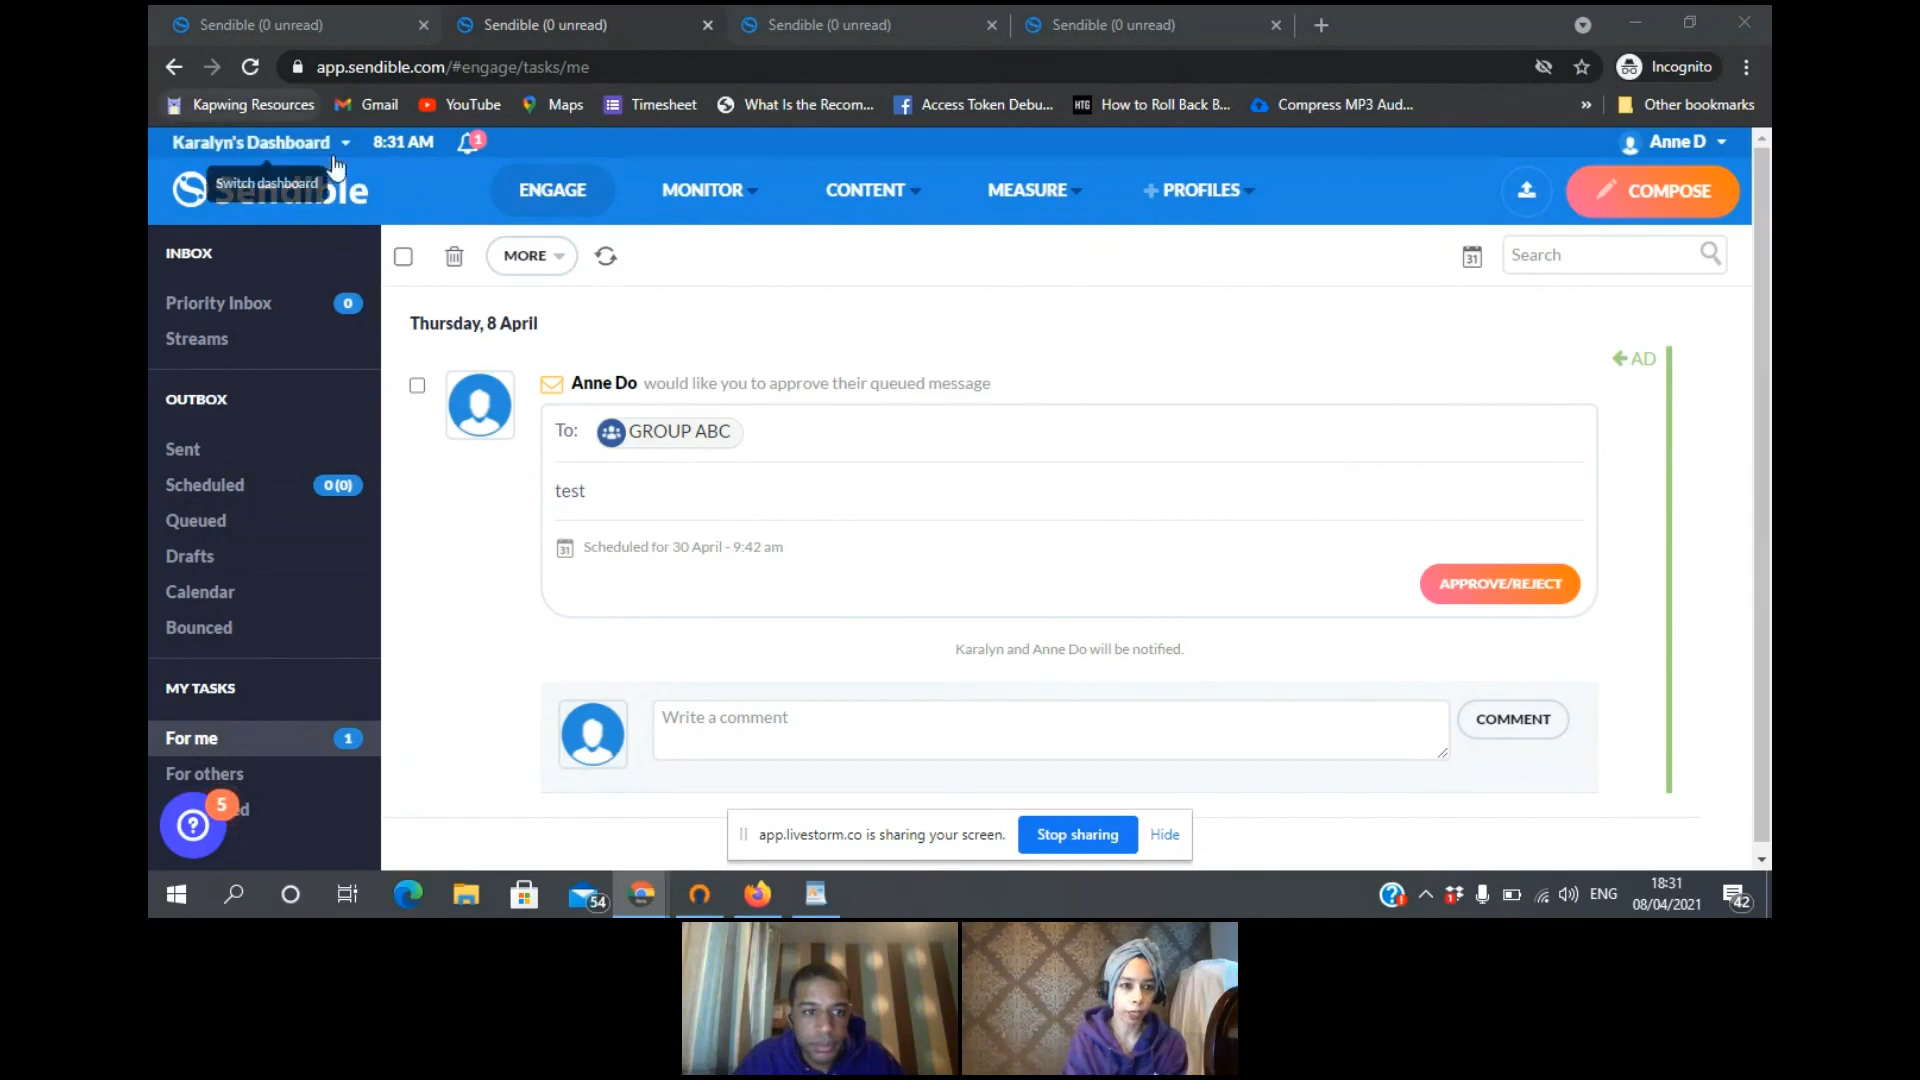 Sendible (0 unread)
Sendible (0 unread)
Sendible (0 unread)
Sendible (0 unread)
app.sendible.com/#engage/tasks/me
Incognito
Kapwing Resources
Gmail
YouTube
Maps
Timesheet
What Is the Recom...
Access Token Debu...
HTG
How to Roll Back B...
Compress MP3 Aud...
»
Other bookmarks
Karalyn's Dashboard
8:31 AM
1
Anne D
Switch dashboard
Sendible
ENGAGE
MONITOR
CONTENT
MEASURE
+ PROFILES
COMPOSE
INBOX
Priority Inbox 0
Streams
OUTBOX
Sent
Scheduled 0 (0)
Queued
Drafts
Calendar
Bounced
MY TASKS
For me 1
For others
5
MORE
31
Search
Thursday, 8 April
AD
Anne Do would like you to approve their queued message
To: GROUP ABC
test
31 Scheduled for 30 April - 9:42 am
APPROVE/REJECT
Karalyn and Anne Do will be notified.
Write a comment
COMMENT
app.livestorm.co is sharing your screen.
Stop sharing
Hide
54
ENG
18:31
08/04/2021
42